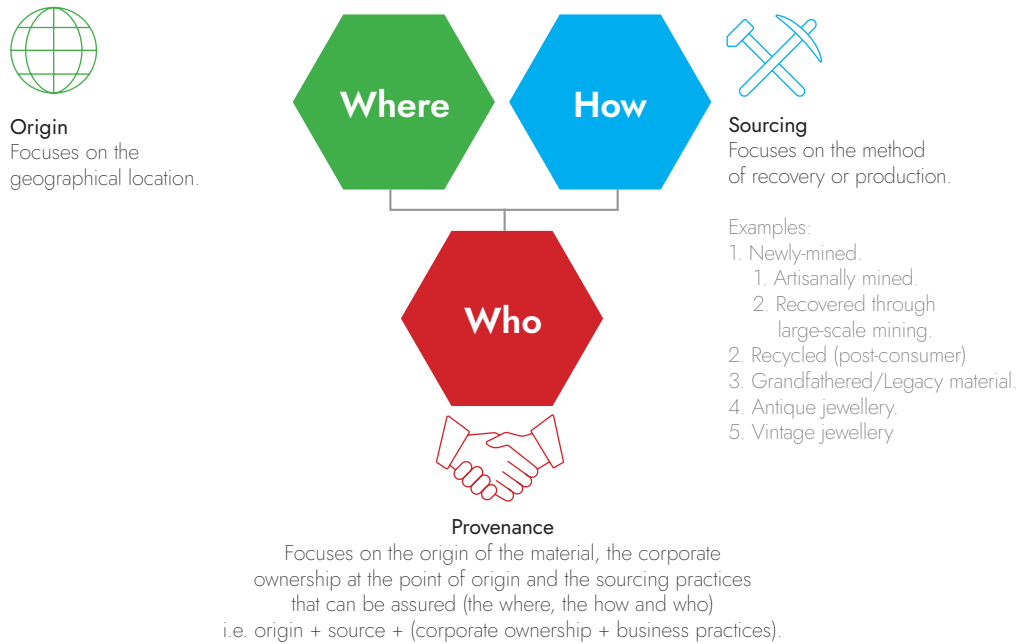 Where
How
Who
Origin
Focuses on the
geographical location.
Sourcing
Focuses on the method
of recovery or production.
Examples:
1. Newly-mined.
1. Artisanally mined.
2. Recovered through
large-scale mining.
2. Recycled (post-consumer)
3. Grandfathered/Legacy material.
4. Antique jewellery.
5. Vintage jewellery
Provenance
Focuses on the origin of the material, the corporate
ownership at the point of origin and the sourcing practices
that can be assured (the where, the how and who)
i.e. origin + source + (corporate ownership + business practices).